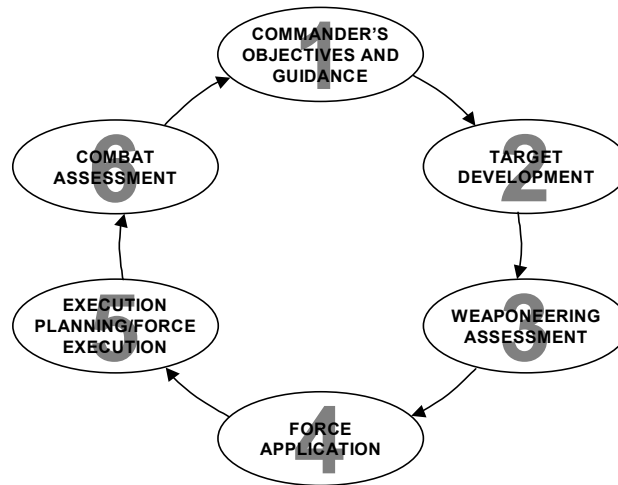 1
COMMANDER'S
OBJECTIVES AND
GUIDANCE
2
TARGET
DEVELOPMENT
3
WEAPONEERING
ASSESSMENT
4
FORCE
APPLICATION
5
EXECUTION
PLANNING/FORCE
EXECUTION
6
COMBAT
ASSESSMENT